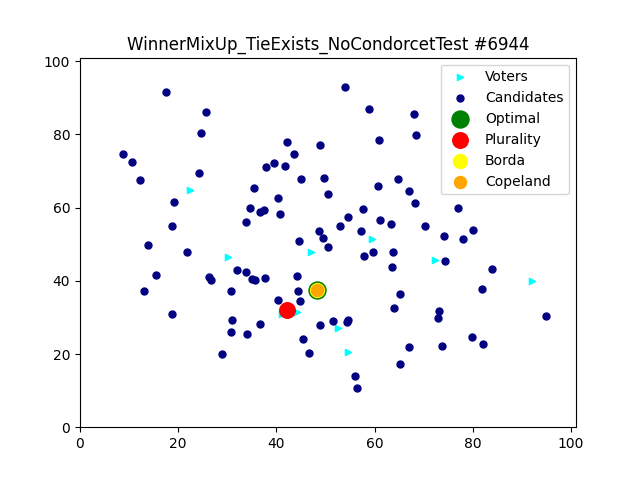 WinnerMixUp_TieExists_NoCondorcetTest #6944
Voters
Candidates
Optimal
Plurality
Borda
Copeland
100
80
60
40
20
0
0 20 40 60 80 100